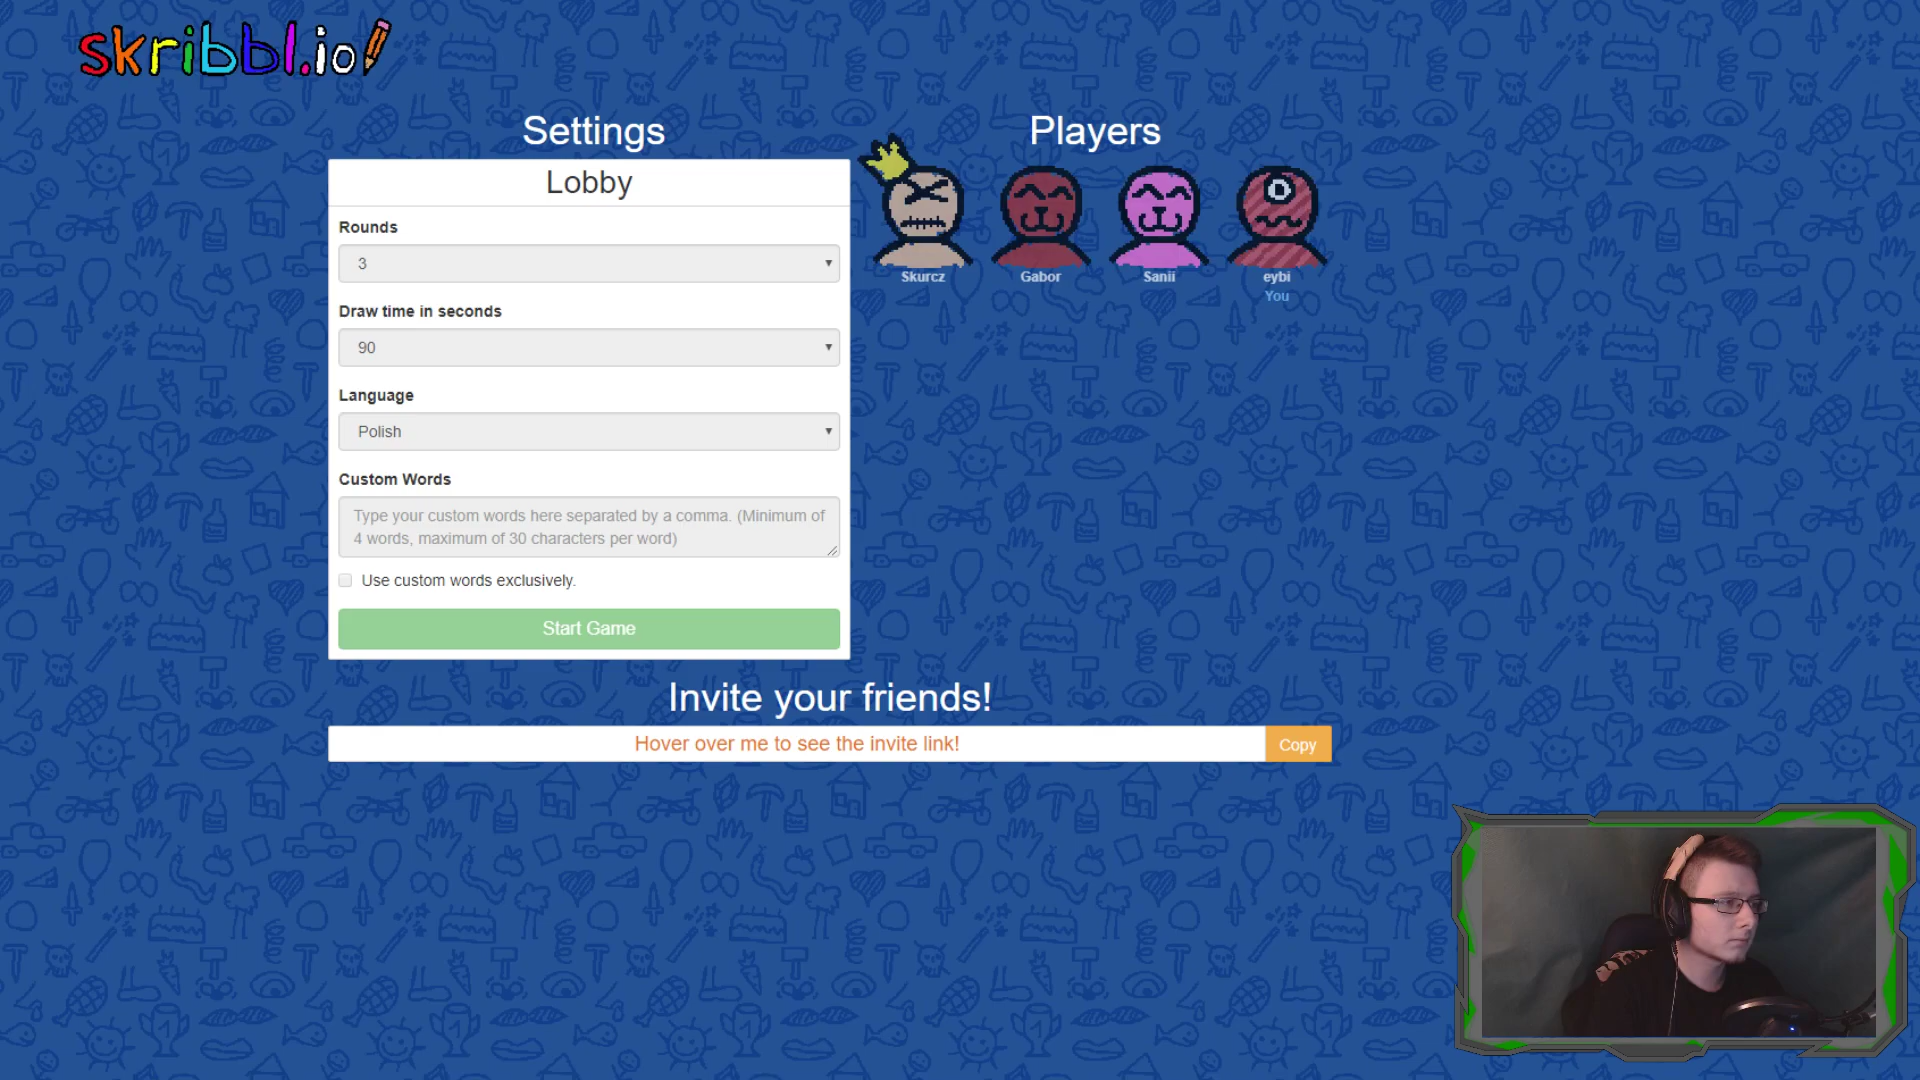 skribbl.io
Settings
Players
Lobby
Rounds
3
Draw time in seconds
90
Language
Polish
Custom Words
Type your custom words here separated by a comma. (Minimum of
4 words, maximum of 30 characters per word)
Use custom words exclusively.
Start Game
Skurcz
Gabor
Sanii
eybi
You
Invite your friends!
Hover over me to see the invite link!
Copy